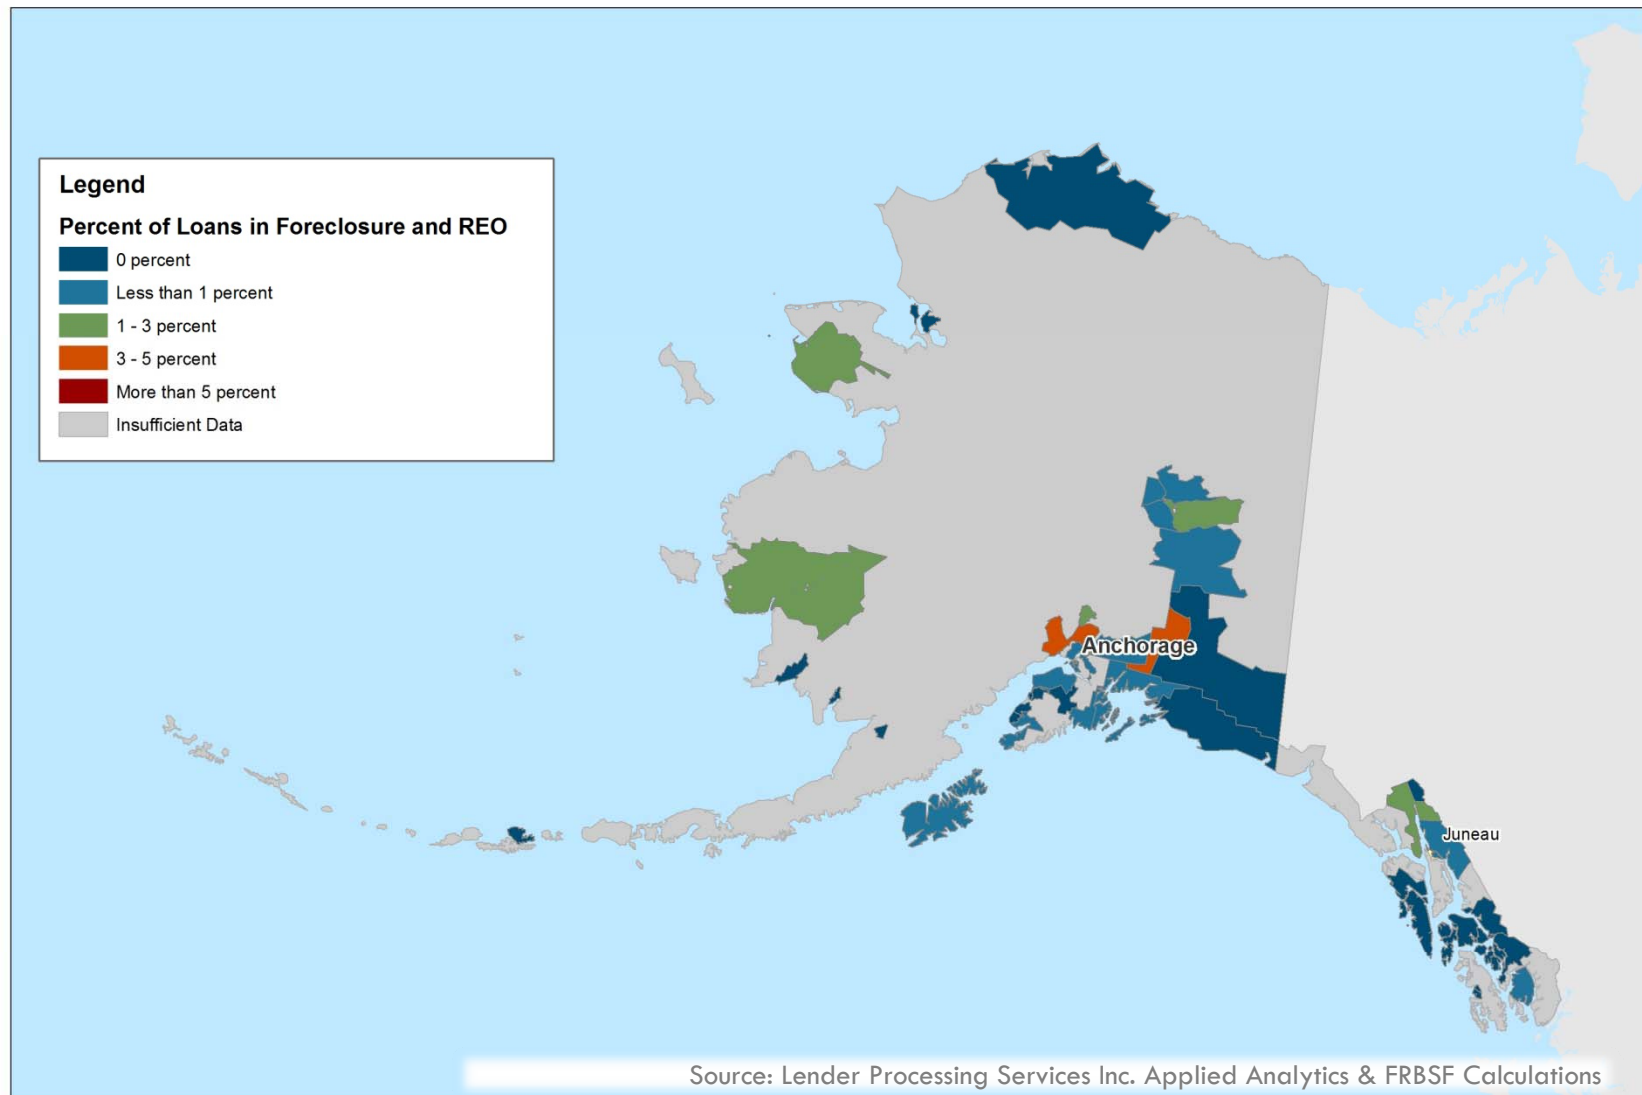 Legend
Percent of Loans in Foreclosure and REO
0 percent
Less than 1 percent
1 - 3 percent
3 - 5 percent
More than 5 percent
Insufficient Data
Anchorage
Juneau
Source: Lender Processing Services Inc. Applied Analytics & FRBSF Calculations